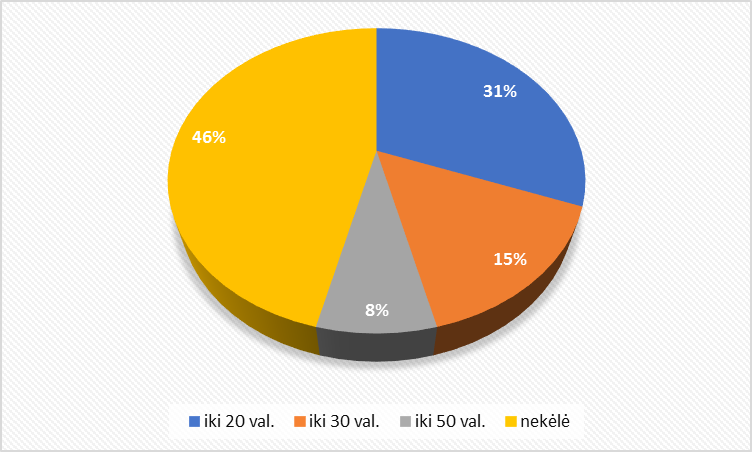 31%
46%
15%
8%
iki 20 val. iki 30 val. iki 50 val. nekėlė